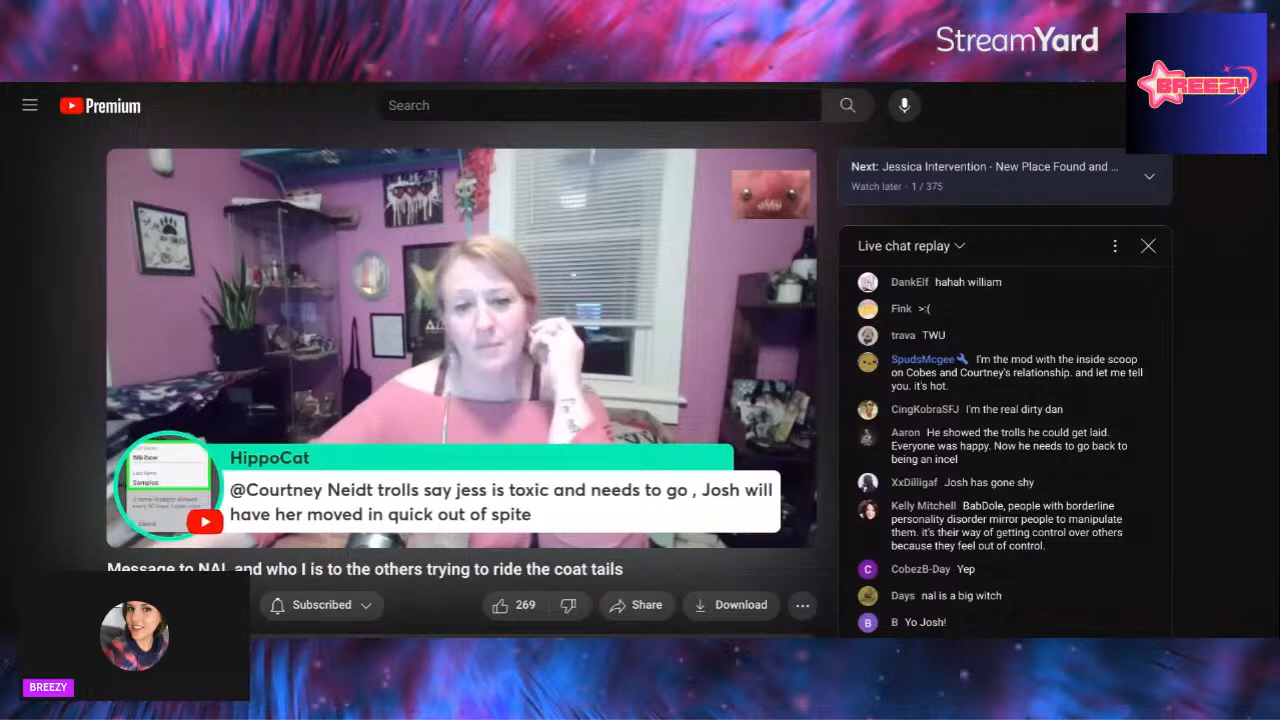 StreamYard
BREEZY
Premium
Search
Next: Jessica Intervention - New Place Found and ...
Watch later · 1 / 375
Live chat replay
DankElf hahah william
Fink >:(
trava TWU
SpudsMcgee I'm the mod with the inside scoop
on Cobes and Courtney's relationship. and let me tell
you. it's hot.
CingKobraSFJ I'm the real dirty dan
Aaron He showed the trolls he could get laid.
Everyone was happy. Now he needs to go back to
being an incel
XxDilligaf Josh has gone shy
Kelly Mitchell BabDole, people with borderline
personality disorder mirror people to manipulate
them. it's their way of getting control over others
because they feel out of control.
CobezB-Day Yep
Days nal is a big witch
B Yo Josh!
Wikihow
Last Name
Samples
Cancel
HippoCat
@Courtney Neidt trolls say jess is toxic and needs to go , Josh will
have her moved in quick out of spite
Message to NAL and who I is to the others trying to ride the coat tails
Subscribed
269
Share
Download
BREEZY